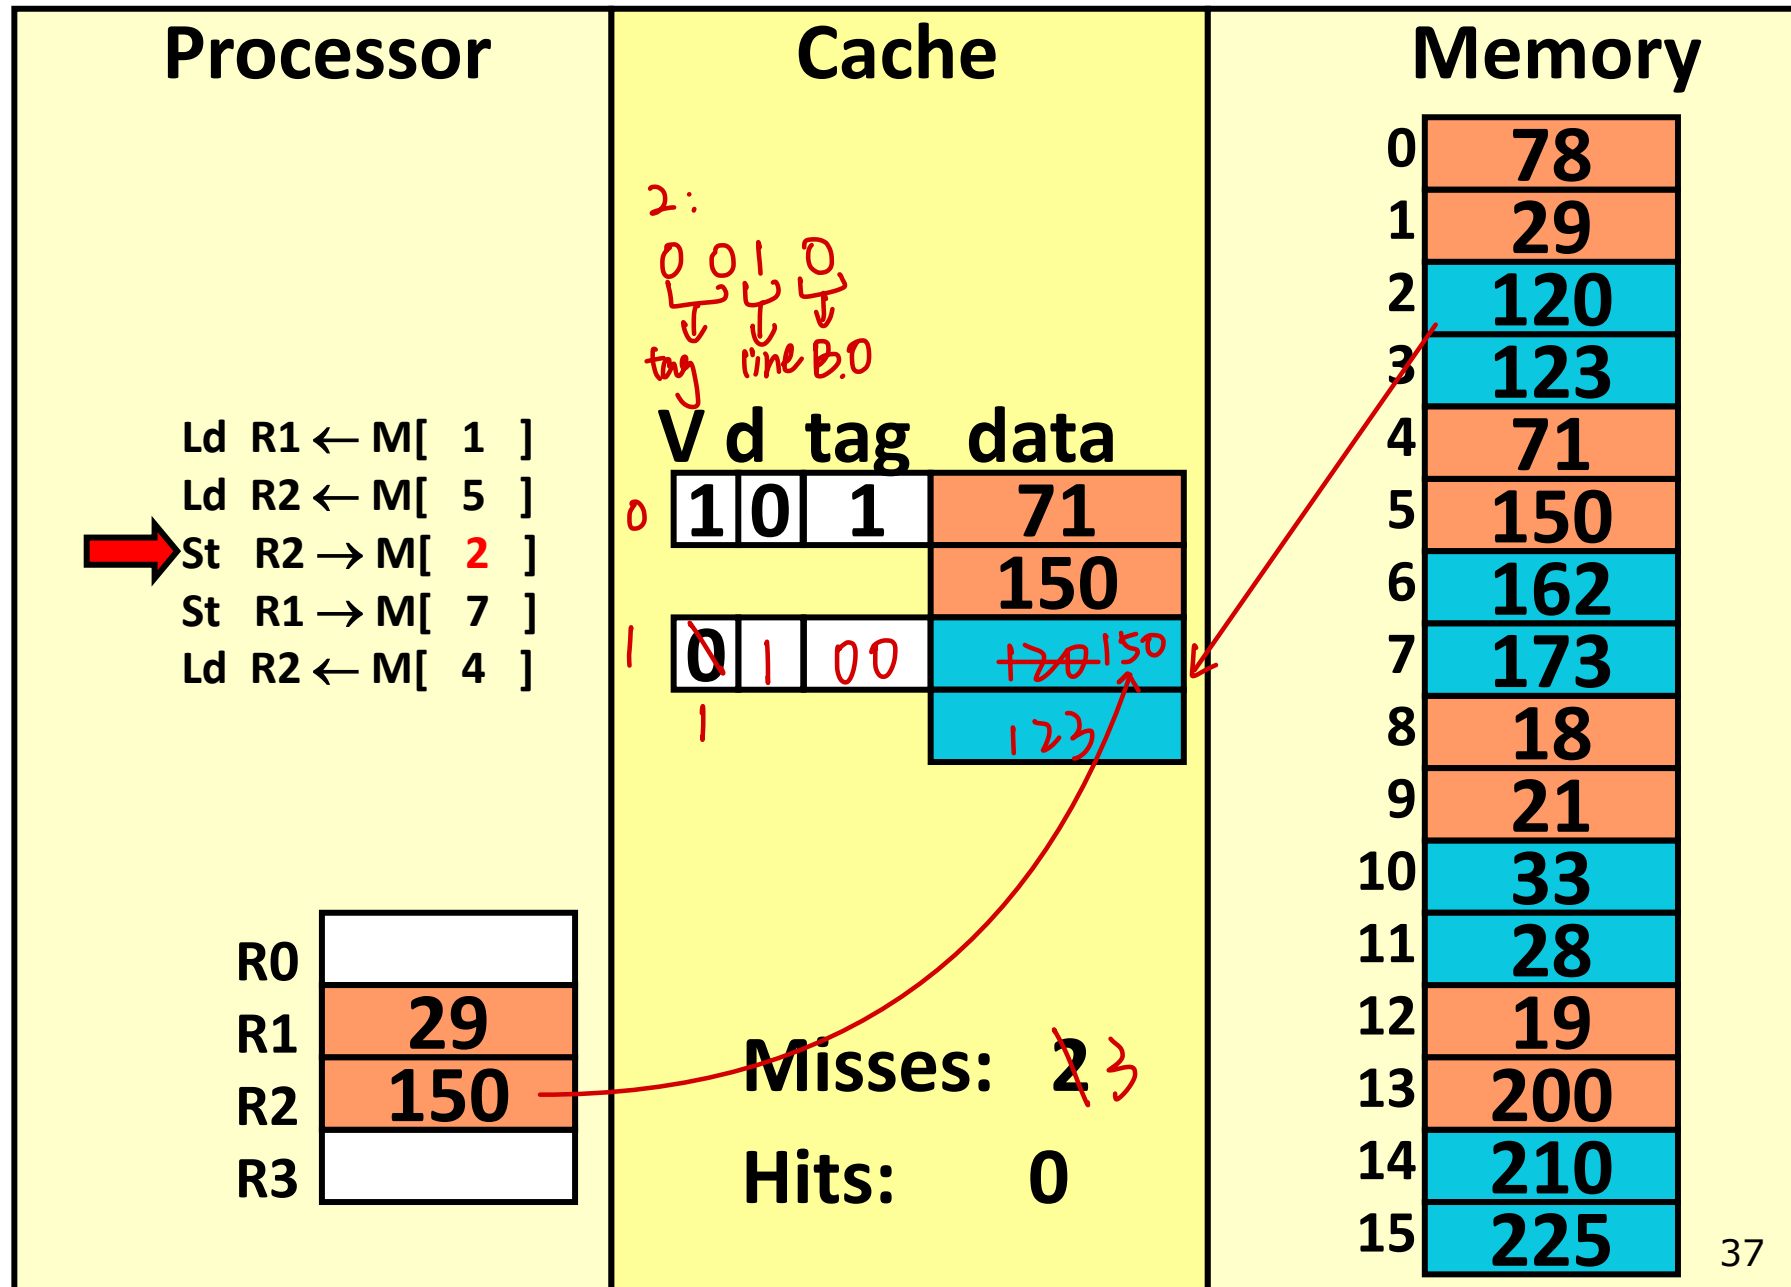 Processor
Ld R1 ← M[ 1 ]
Ld R2 ← M[ 5 ]
St R2 → M[ 2 ]
St R1 → M[ 7 ]
Ld R2 ← M[ 4 ]
R0
R1 29
R2 150
R3
Cache
2:
0 0 1 0
tag line B.O
V d tag data
0 1 0 1 71
150
1 0 1 00 120 150
1 123
Misses: 2 3
Hits: 0
Memory
0 78
1 29
2 120
3 123
4 71
5 150
6 162
7 173
8 18
9 21
10 33
11 28
12 19
13 200
14 210
15 225
37